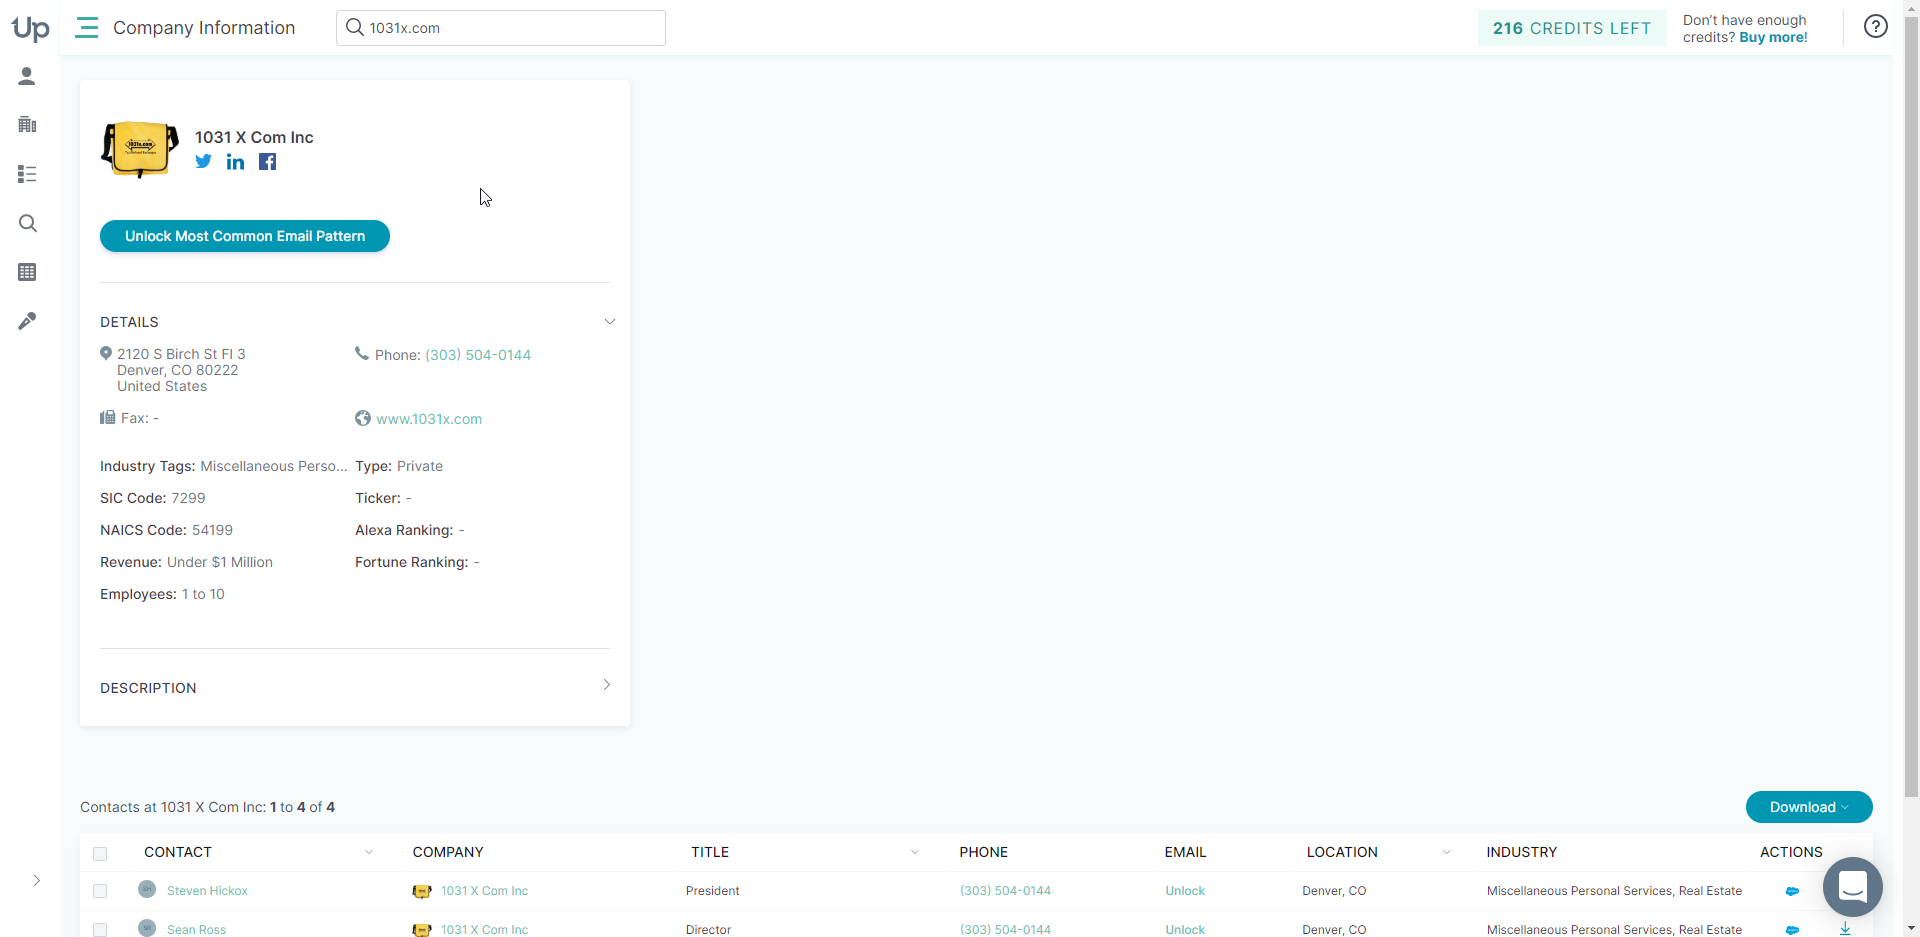 Up
Company Information
1031x.com
216 CREDITS LEFT
Don't have enough
credits? Buy more!
1031 X Com Inc
1031x.com
Unlock Most Common Email Pattern
DETAILS
2120 S Birch St Fl 3
Denver, CO 80222
United States
Phone: (303) 504-0144
Fax: -
www.1031x.com
Industry Tags: Miscellaneous Perso...
Type: Private
SIC Code: 7299
Ticker: -
NAICS Code: 54199
Alexa Ranking: -
Revenue: Under $1 Million
Fortune Ranking: -
Employees: 1 to 10
DESCRIPTION
Contacts at 1031 X Com Inc: 1 to 4 of 4
Download
CONTACT COMPANY TITLE PHONE EMAIL LOCATION INDUSTRY ACTIONS
SH Steven Hickox 1031 X Com Inc President (303) 504-0144 Unlock Denver, CO Miscellaneous Personal Services, Real Estate
SR Sean Ross 1031 X Com Inc Director (303) 504-0144 Unlock Denver, CO Miscellaneous Personal Services, Real Estate